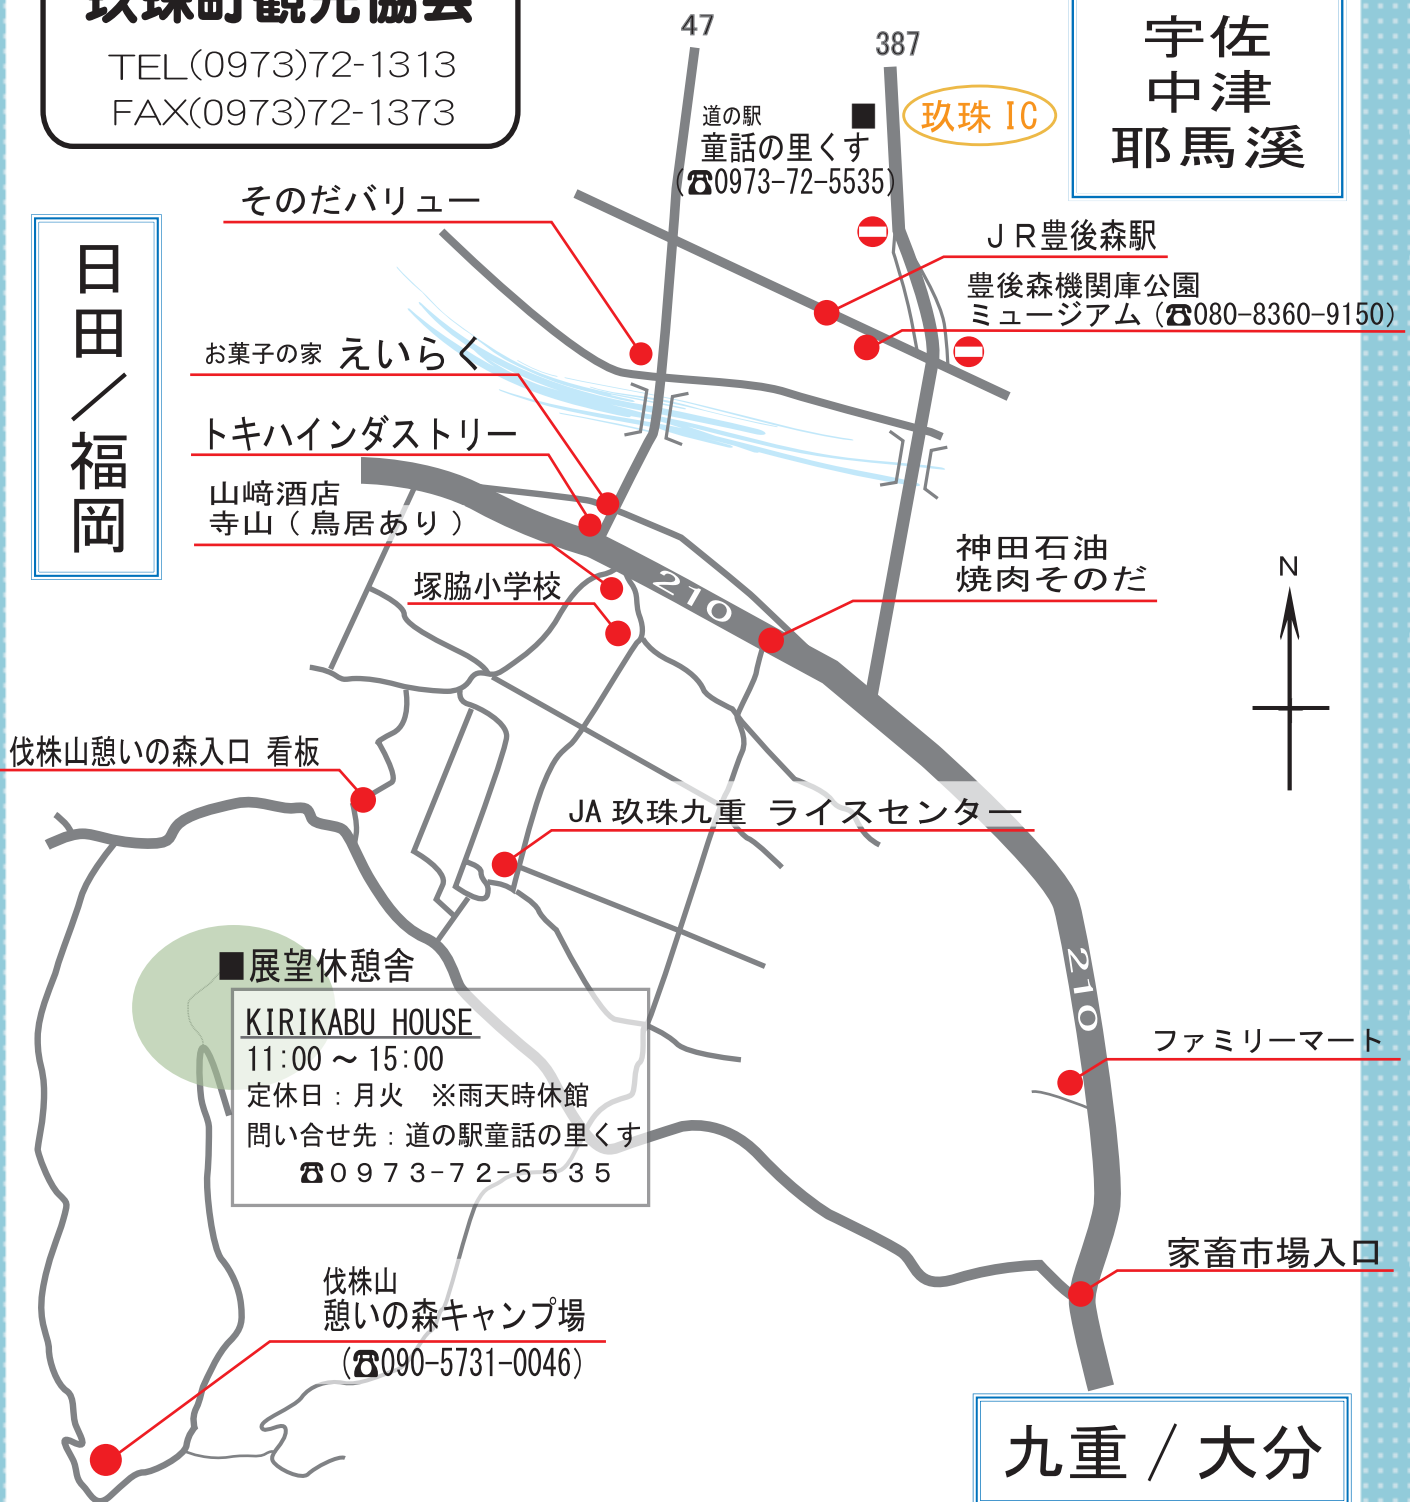 玖珠町観光協会
TEL(0973)72-1313
FAX(0973)72-1373
47
387
宇佐
中津
耶馬溪
道の駅
童話の里くす
(☎0973-72-5535)
玖珠 IC
そのだバリュー
日田/福岡
ＪＲ豊後森駅
豊後森機関庫公園
ミュージアム(☎080-8360-9150)
お菓子の家 えいらく
トキハインダストリー
山﨑酒店
寺山(鳥居あり)
塚脇小学校
210
神田石油
焼肉そのだ
N
伐株山憩いの森入口 看板
JA 玖珠九重 ライスセンター
■展望休憩舎
KIRIKABU HOUSE
11:00～15:00
定休日:月火 ※雨天時休館
問い合せ先:道の駅童話の里くす
☎０９７３-７２-５５３５
210
ファミリーマート
家畜市場入口
伐株山
憩いの森キャンプ場
(☎090-5731-0046)
九重/大分